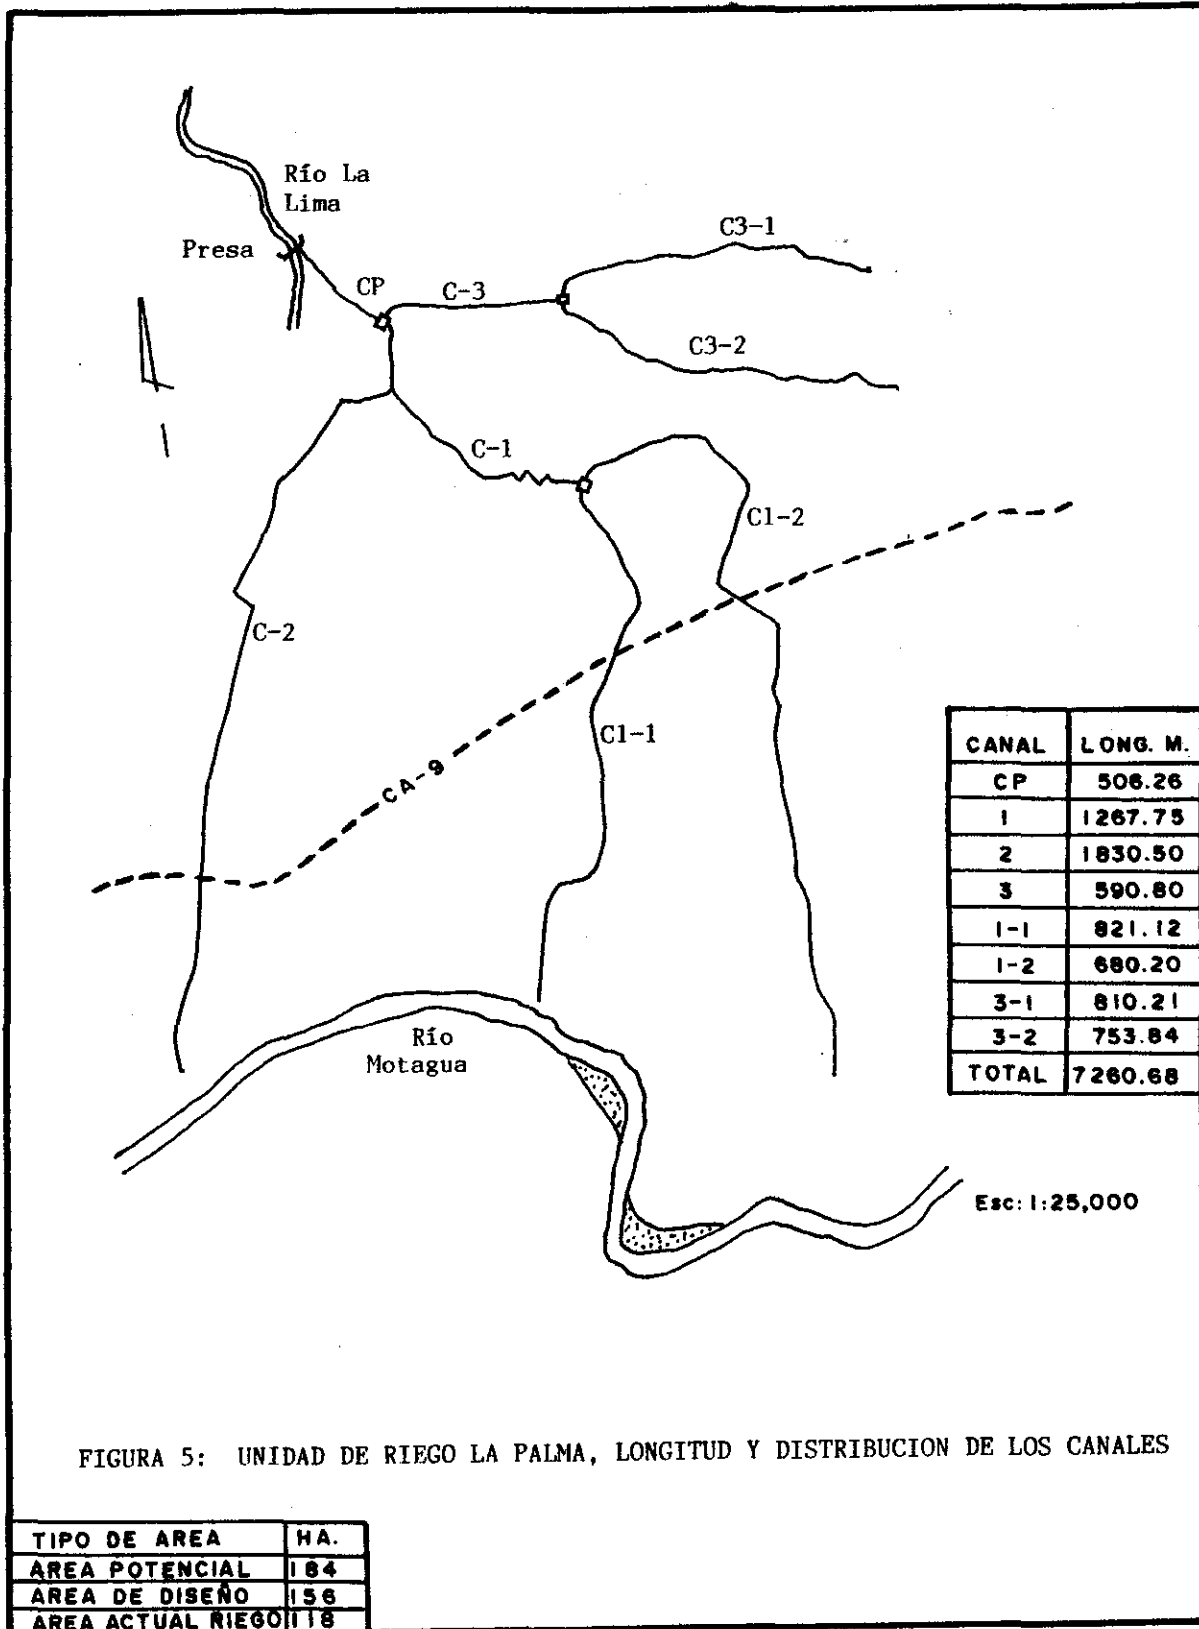 Río La
Lima
Presa
CP
C-3
C3-1
C3-2
C-1
C1-2
C-2
C1-1
CA-9
CANAL LONG. M.
CP 506.26
1 1267.75
2 1830.50
3 590.80
1-1 821.12
1-2 680.20
3-1 810.21
3-2 753.84
TOTAL 7260.68
Río
Motagua
Esc: 1:25,000
FIGURA 5: UNIDAD DE RIEGO LA PALMA, LONGITUD Y DISTRIBUCION DE LOS CANALES
TIPO DE AREA HA.
AREA POTENCIAL 184
AREA DE DISEÑO 156
AREA ACTUAL RIEGO 118